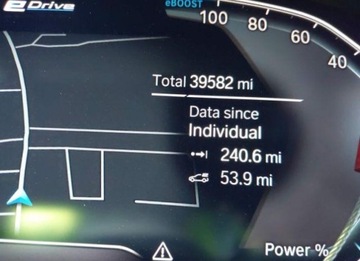 eDrive
eBOOST
100 80 60 40
Total 39582 mi
Data since
Individual
240.6 mi
53.9 mi
Power %